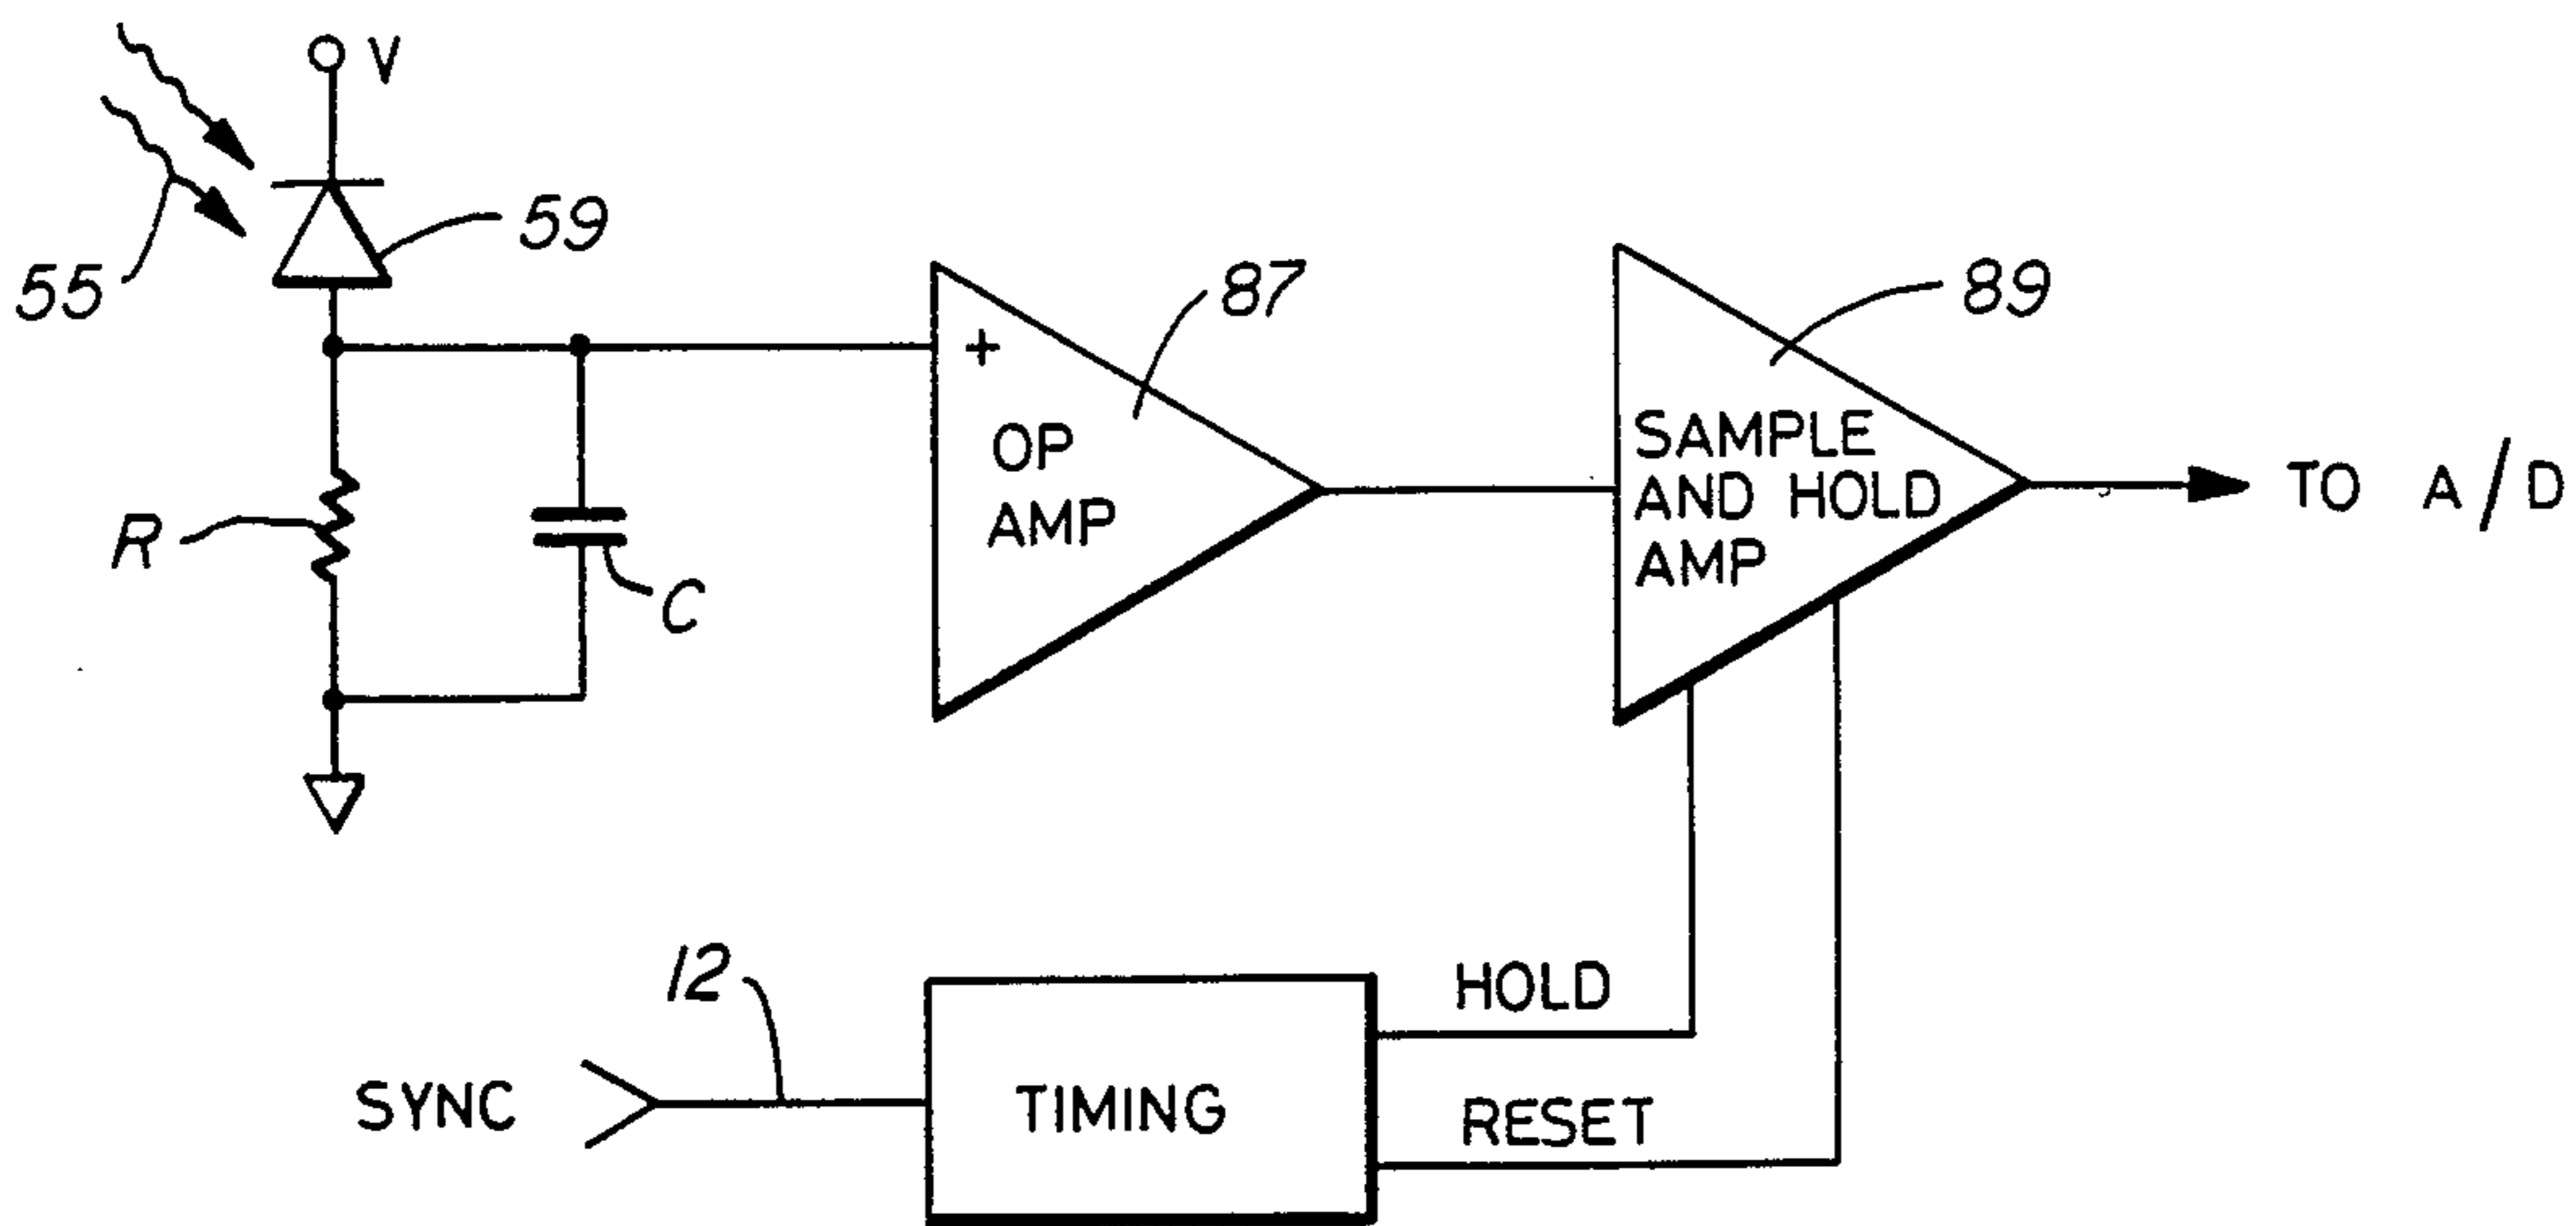 V
55
59
87
89
+
OP
AMP
SAMPLE
AND HOLD
AMP
TO A/D
R
C
12
HOLD
SYNC
TIMING
RESET